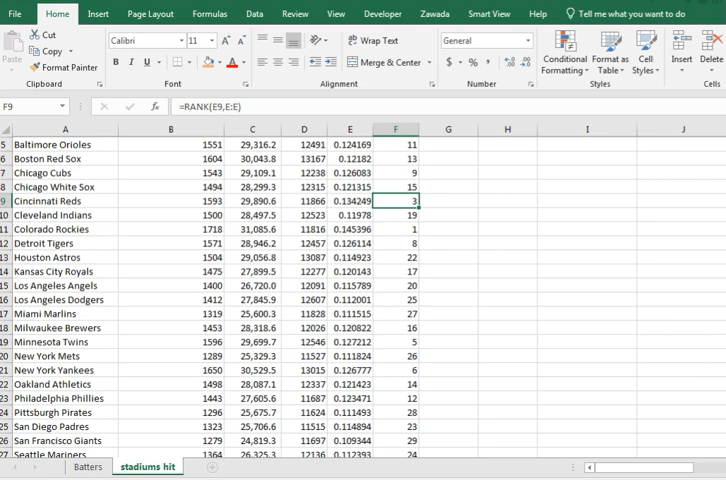 File Home Insert Page Layout Formulas Data Review View Developer Zawada Smart View Help Tell me what you want to do
Cut
Copy
Format Painter
Paste
Clipboard
Calibri 11
B I U
Font
Wrap Text
Merge & Center
Alignment
General
$ % ,
Number
Conditional Formatting
Format as Table
Cell Styles
Styles
Insert Delete
Cells
F9 fx =RANK(E9,E:E)
A B C D E F G H I J
5 Baltimore Orioles 1551 29,316.2 12491 0.124169 11
6 Boston Red Sox 1604 30,043.8 13167 0.12182 13
7 Chicago Cubs 1543 29,109.1 12238 0.126083 9
8 Chicago White Sox 1494 28,299.3 12315 0.121315 15
9 Cincinnati Reds 1593 29,890.6 11866 0.134249 3
10 Cleveland Indians 1500 28,497.5 12523 0.11978 19
11 Colorado Rockies 1718 31,085.6 11816 0.145396 1
12 Detroit Tigers 1571 28,946.2 12457 0.126114 8
13 Houston Astros 1504 29,056.8 13087 0.114923 22
14 Kansas City Royals 1475 27,899.5 12277 0.120143 17
15 Los Angeles Angels 1400 26,720.0 12091 0.115789 20
16 Los Angeles Dodgers 1412 27,845.9 12607 0.112001 25
17 Miami Marlins 1319 25,600.3 11828 0.111515 27
18 Milwaukee Brewers 1453 28,318.6 12026 0.120822 16
19 Minnesota Twins 1596 29,699.7 12546 0.127212 5
20 New York Mets 1289 25,329.3 11527 0.111824 26
21 New York Yankees 1650 30,529.5 13015 0.126777 6
22 Oakland Athletics 1498 28,087.1 12337 0.121423 14
23 Philadelphia Phillies 1443 27,605.6 11687 0.123471 12
24 Pittsburgh Pirates 1296 25,675.7 11624 0.111493 28
25 San Diego Padres 1323 25,706.6 11515 0.114894 23
26 San Francisco Giants 1279 24,819.3 11697 0.109344 29
27 Seattle Mariners 1364 26,325.3 12136 0.112393 24
Batters stadiums hit